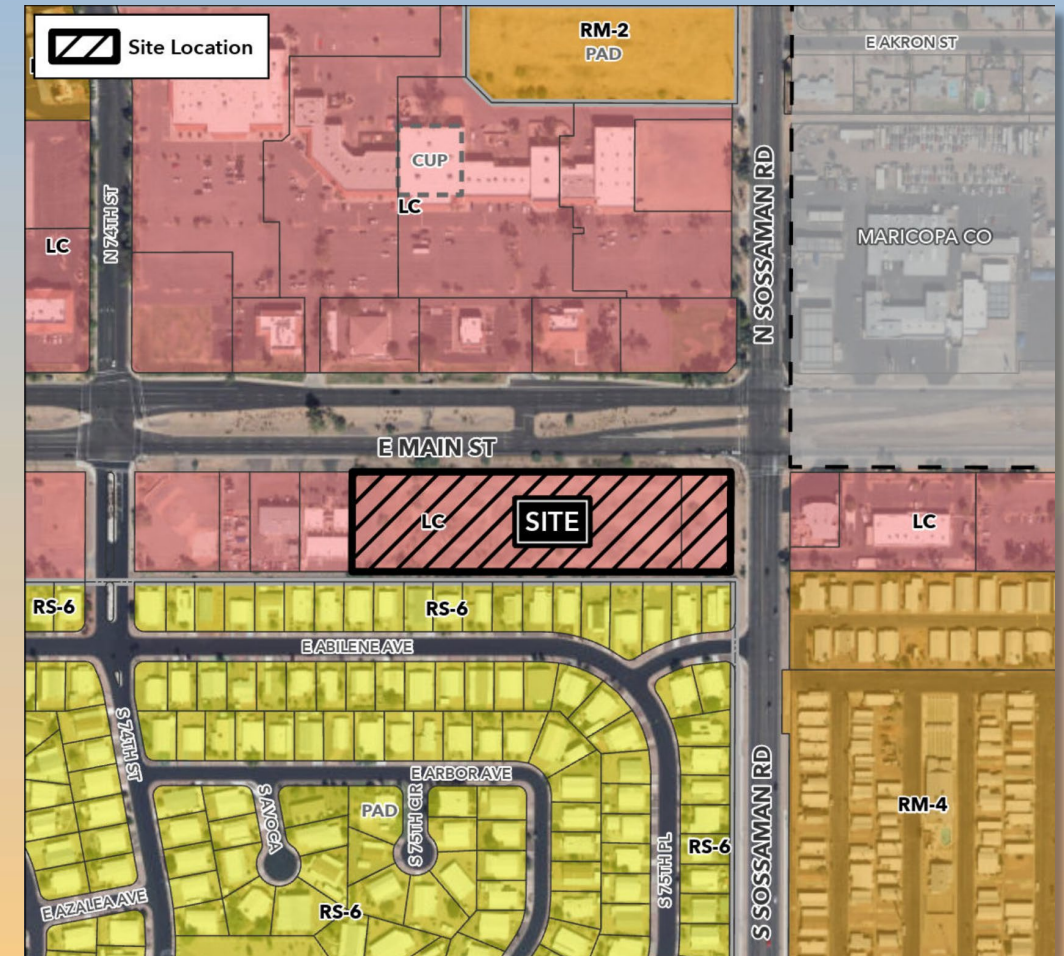 Site Location
RM-2
PAD
E AKRON ST
CUP
LC
N 74TH ST
LC
N SOSSAMAN RD
MARICOPA CO
E MAIN ST
LC
SITE
LC
RS-6
RS-6
E ABILENE AVE
S 74TH ST
E ARBOR AVE
S AVOCA
PAD
S 75TH CIR
S 75TH PL
RS-6
S SOSSAMAN RD
RM-4
E AZALEA AVE
RS-6